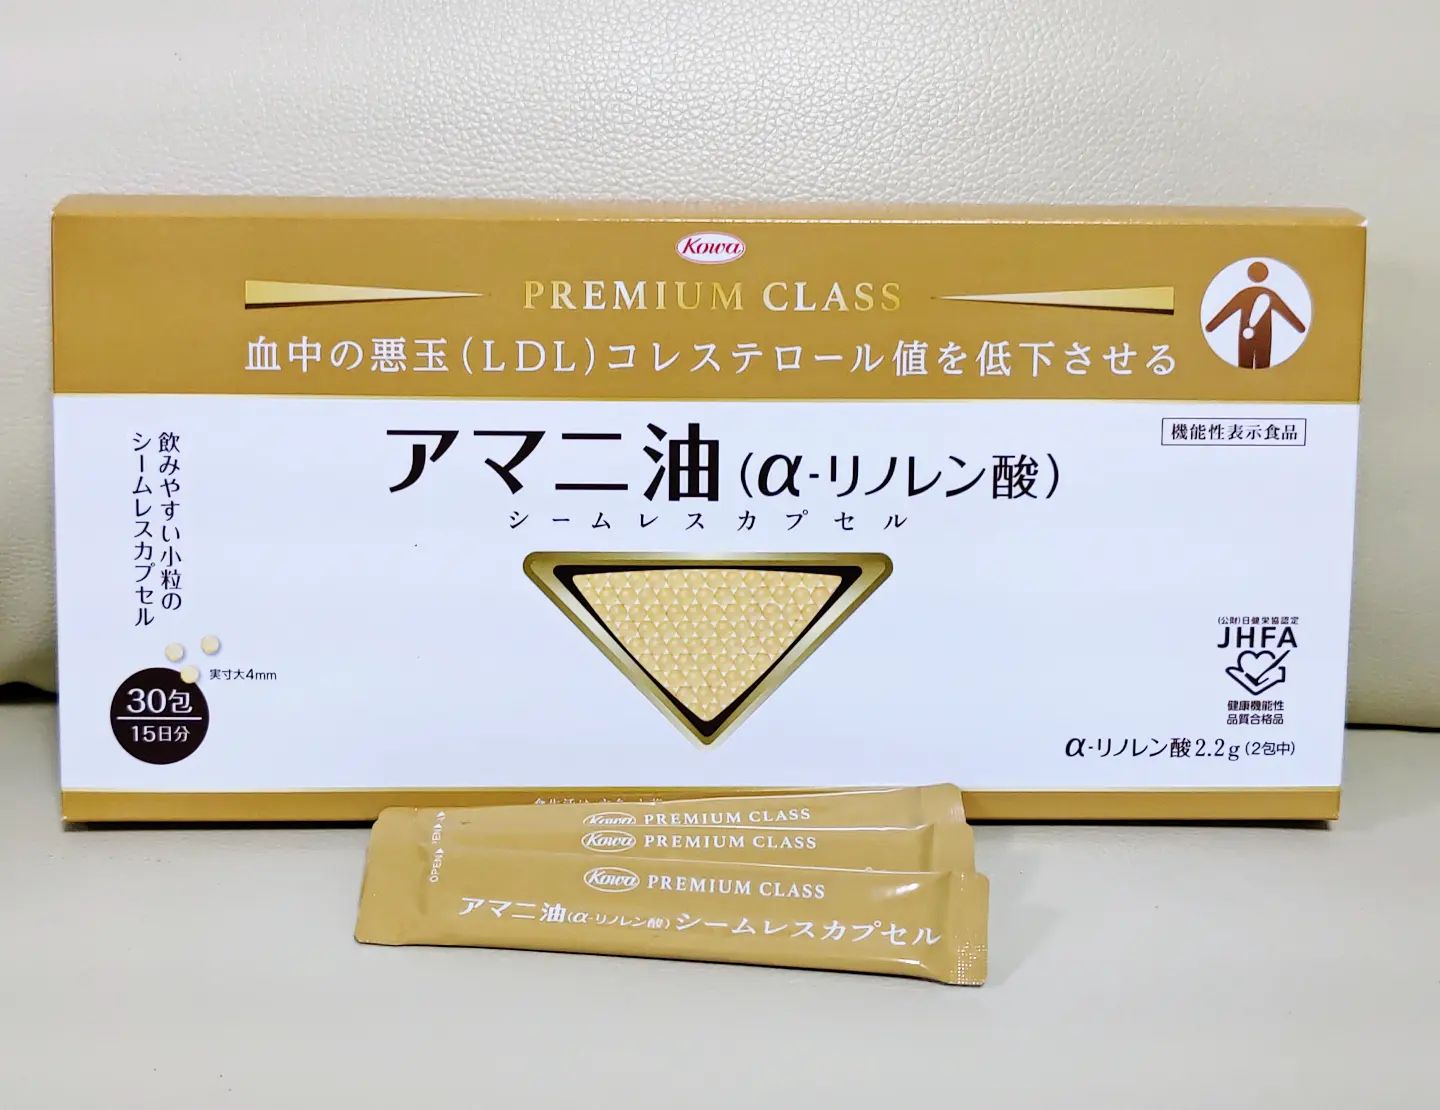 Kowa
PREMIUM CLASS
血中の悪玉(LDL)コレステロール値を低下させる
機能性表示食品
アマニ油(α-リノレン酸)
シームレスカプセル
飲みやすい小粒の
シームレスカプセル
実寸大4mm
30包
15日分
(公財)日健栄協認定
JHFA
健康機能性
品質合格品
α-リノレン酸2.2g(2包中)
Kowa PREMIUM CLASS
Kowa PREMIUM CLASS
OPEN
Kowa PREMIUM CLASS
アマニ油(α-リノレン酸)シームレスカプセル